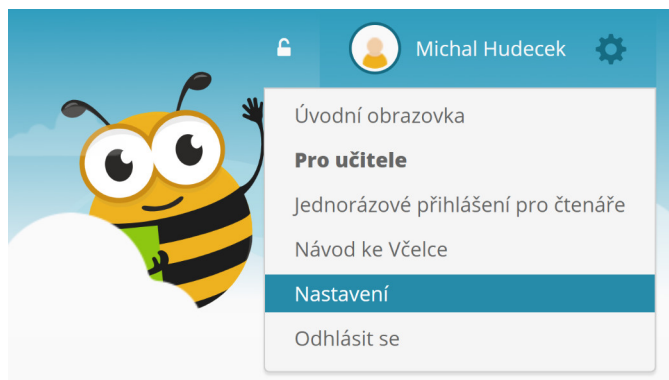 Michal Hudecek
Úvodní obrazovka
Pro učitele
Jednorázové přihlášení pro čtenáře
Návod ke Včelce
Nastavení
Odhlásit se